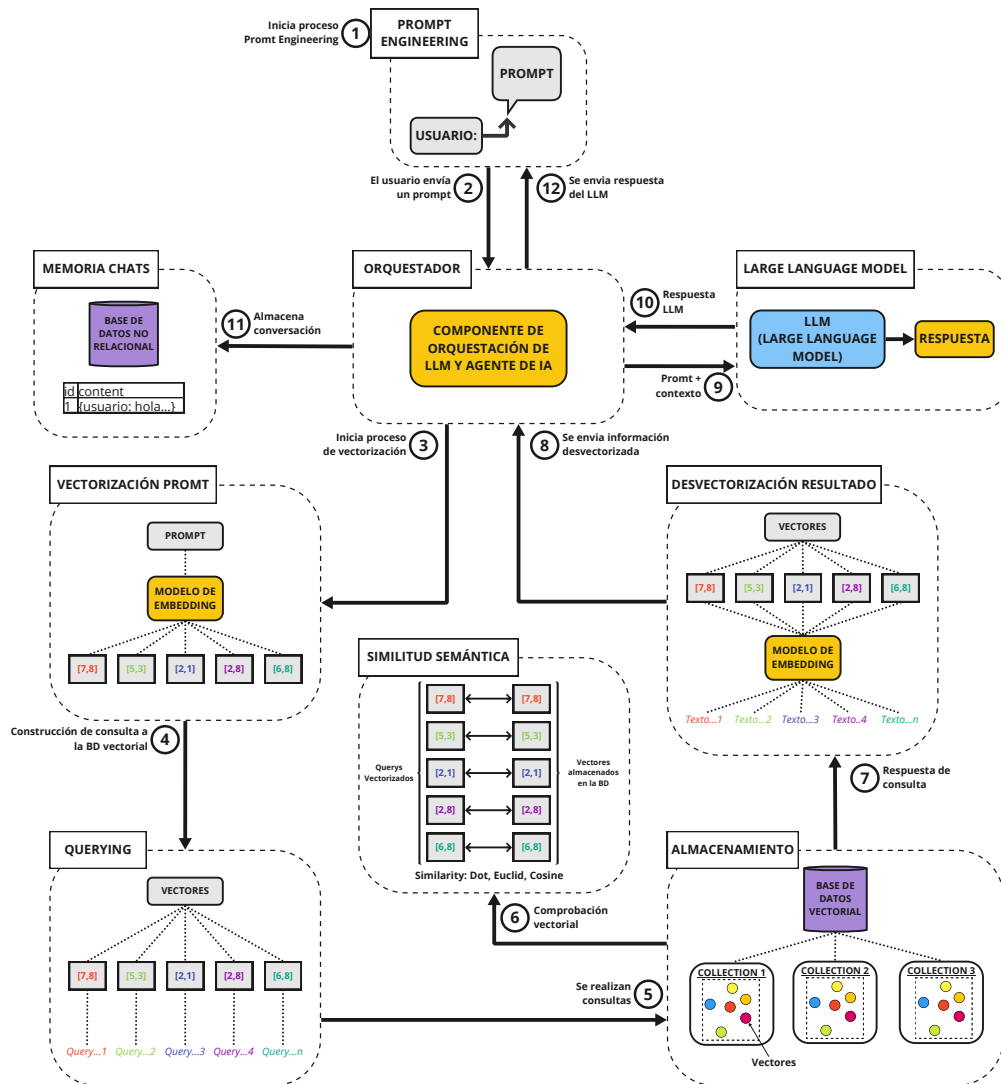 Inicia proceso
Promt Engineering
1
PROMPT
ENGINEERING
PROMPT
USUARIO:
El usuario envía
un prompt
2
12
Se envia respuesta
del LLM
MEMORIA CHATS
BASE DE
DATOS NO
RELACIONAL
id content
1 {usuario: hola...}
11
Almacena
conversación
ORQUESTADOR
COMPONENTE DE
ORQUESTACIÓN DE
LLM Y AGENTE DE IA
10
Respuesta
LLM
Promt +
contexto
9
LARGE LANGUAGE MODEL
LLM
(LARGE LANGUAGE
MODEL)
RESPUESTA
Inicia proceso
de vectorización
3
8
Se envia información
desvectorizada
VECTORIZACIÓN PROMT
PROMPT
MODELO DE
EMBEDDING
[7,8] [5,3] [2,1] [2,8] [6,8]
DESVECTORIZACIÓN RESULTADO
VECTORES
[7,8] [5,3] [2,1] [2,8] [6,8]
MODELO DE
EMBEDDING
Texto...1 Texto...2 Texto...3 Texto..4 Texto...n
SIMILITUD SEMÁNTICA
Querys
Vectorizados
[7,8] [7,8]
[5,3] [5,3]
[2,1] [2,1]
[2,8] [2,8]
[6,8] [6,8]
Vectores
almacenados
en la BD
Similarity: Dot, Euclid, Cosine
Construcción de consulta a
la BD vectorial
4
7
Respuesta de
consulta
QUERYING
VECTORES
[7,8] [5,3] [2,1] [2,8] [6,8]
Query...1 Query...2 Query...3 Query...4 Query...n
6
Comprobación
vectorial
Se realizan
consultas
5
ALMACENAMIENTO
BASE DE
DATOS
VECTORIAL
COLLECTION 1 COLLECTION 2 COLLECTION 3
Vectores